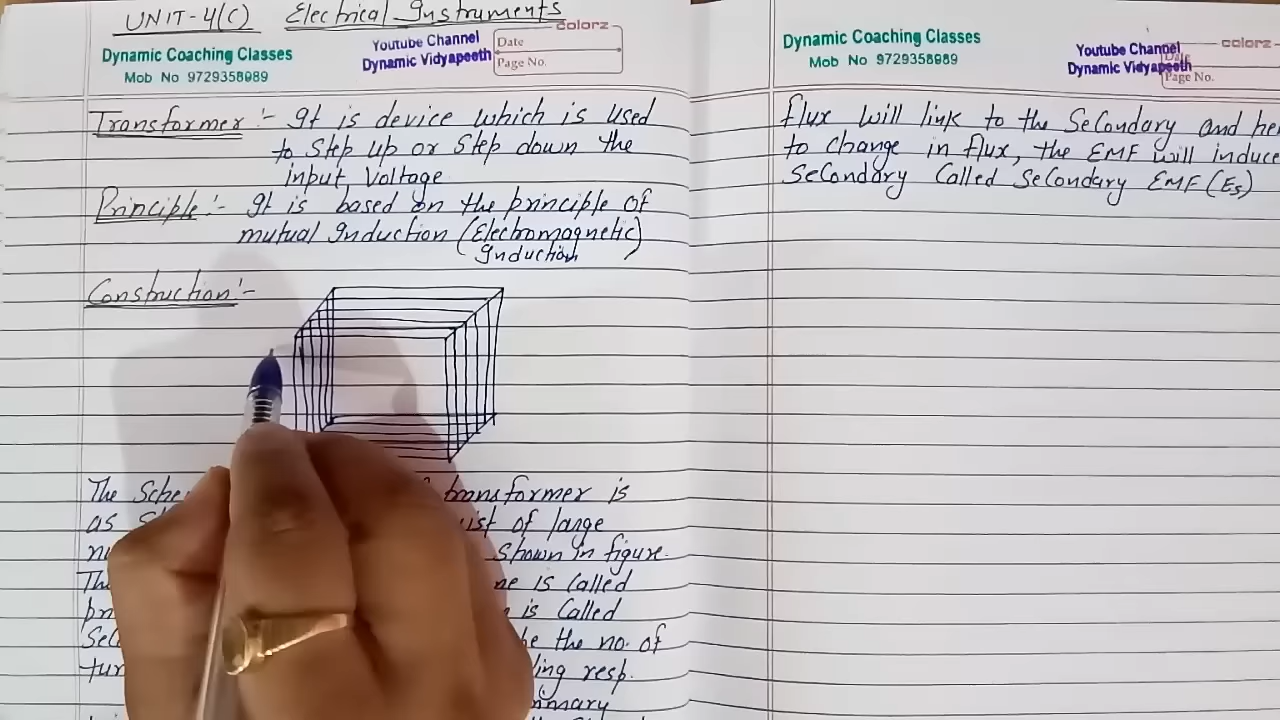 UNIT-4(C) Electrical Instruments
colorz
Dynamic Coaching Classes
Mob No 9729358989
Youtube Channel
Dynamic Vidyapeeth
Date
Page No.
Transformer :- It is device which is used
to step up or step down the
input, Voltage
Principle :- It is based on the principle of
mutual Induction (Electromagnetic)
Induction
Construction :-
The Sche transformer is
as of large
shown in figure.
The is Called
is Called
Sec the no. of
tur resp.
colorz
Dynamic Coaching Classes
Mob No 9729358989
Youtube Channel
Dynamic Vidyapeeth
Page No.
flux will link to the Secondary and
to change in flux, the EMF will induce
Secondary Called Secondary EMF (Es)